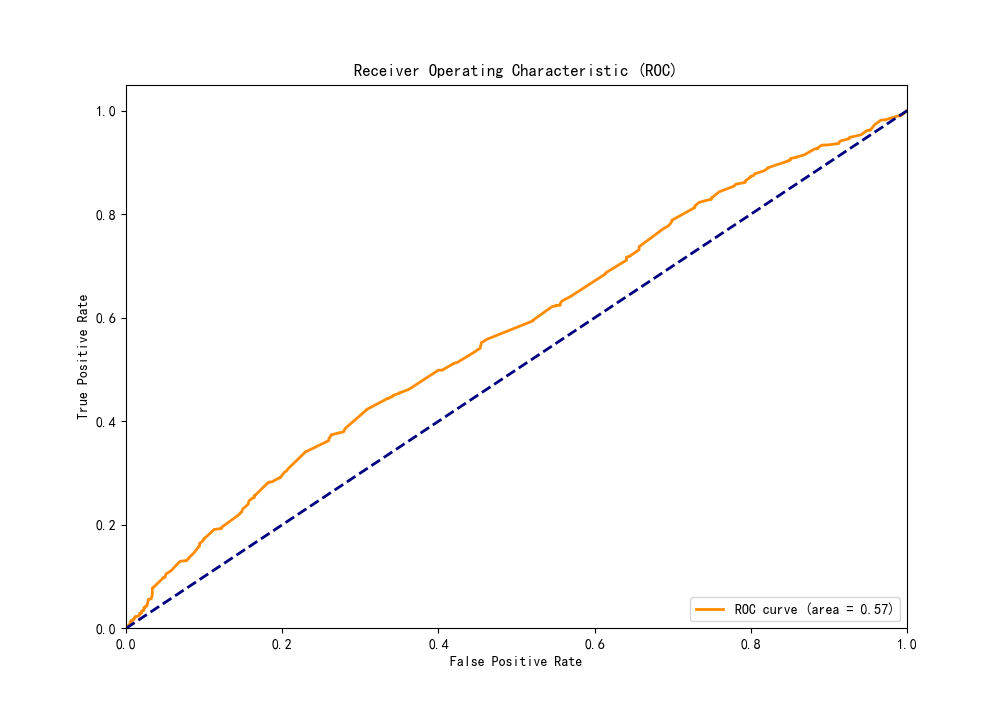 Receiver Operating Characteristic (ROC)
1.0
0.8
0.6
0.4
0.2
0.0
True Positive Rate
ROC curve (area = 0.57)
0.0 0.2 0.4 0.6 0.8 1.0
False Positive Rate